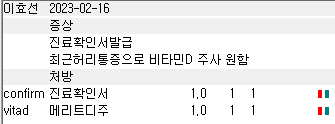 이효선 2023-02-16
증상
진료확인서발급
최근허리통증으로 비타민D 주사 원함
처방
confirm 진료확인서 1.0 1 1
vitad 메리트디주 1.0 1 1